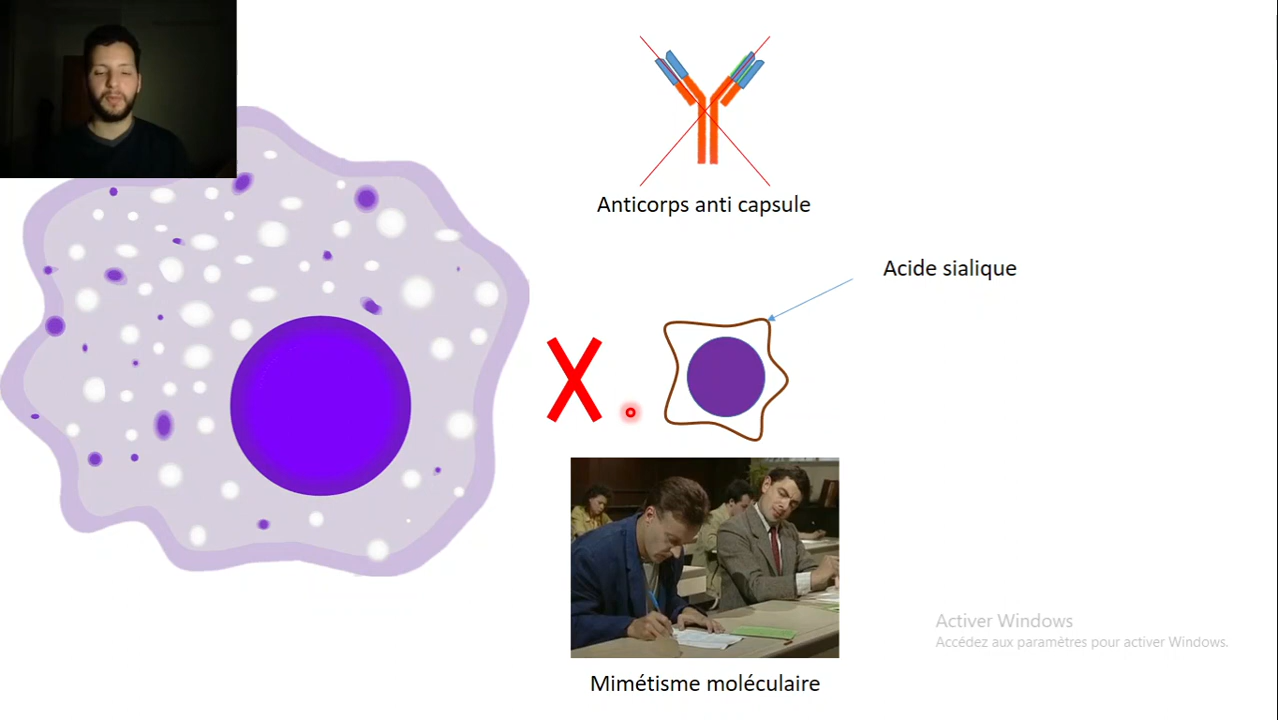 Anticorps anti capsule
Acide sialique
Activer Windows
Accédez aux paramètres pour activer Windows.
Mimétisme moléculaire